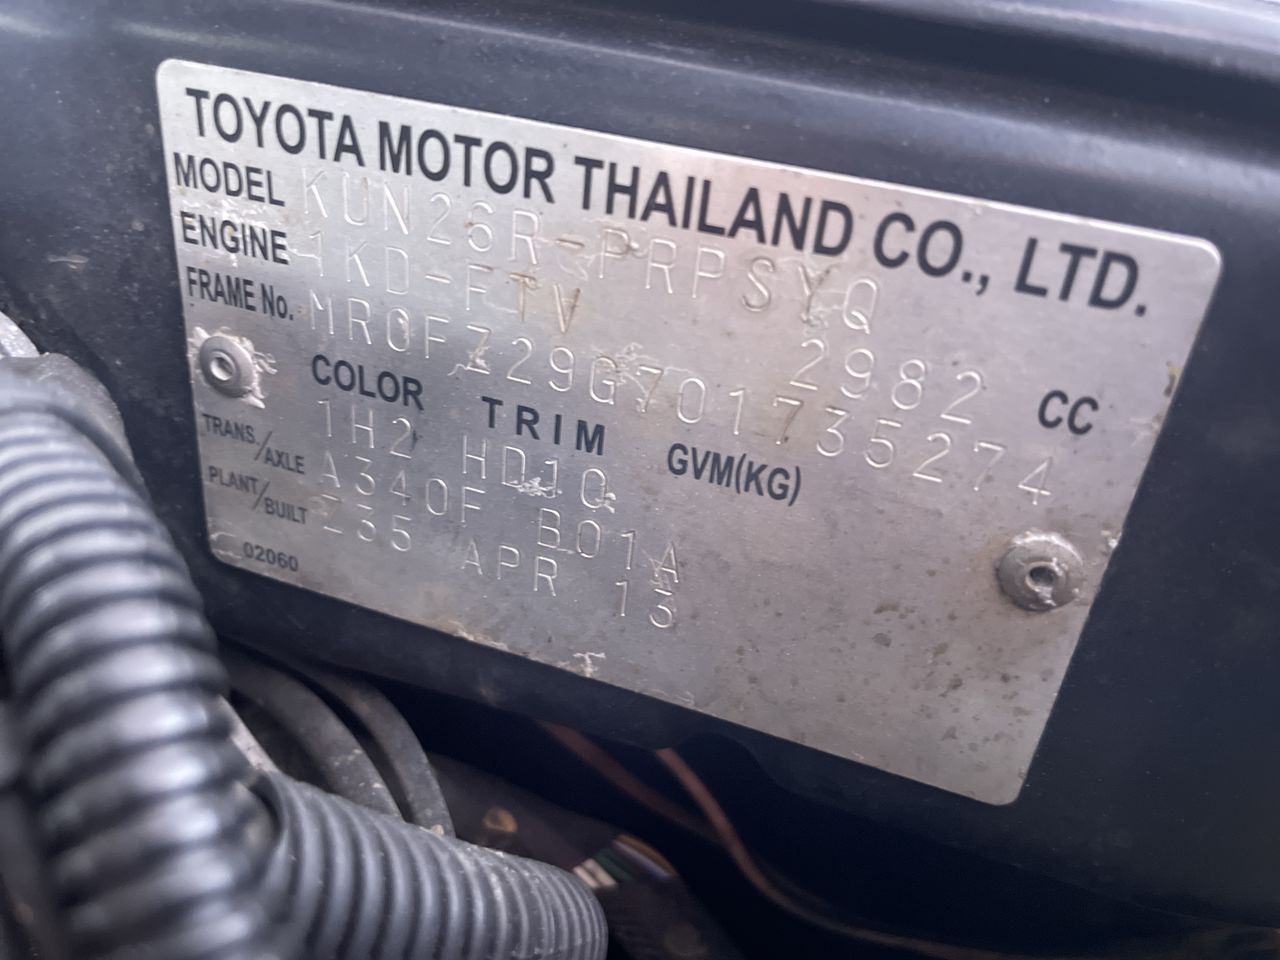 TOYOTA MOTOR THAILAND CO., LTD.
MODEL KUN26R-PRPSYQ
ENGINE 1KD-FTV 2982 CC
FRAME No. MR0FZ29G701735274
COLOR TRIM GVM(KG)
1H2 HD10
TRANS./AXLE A340F B01A
PLANT/BUILT Z35 APR 13
02060